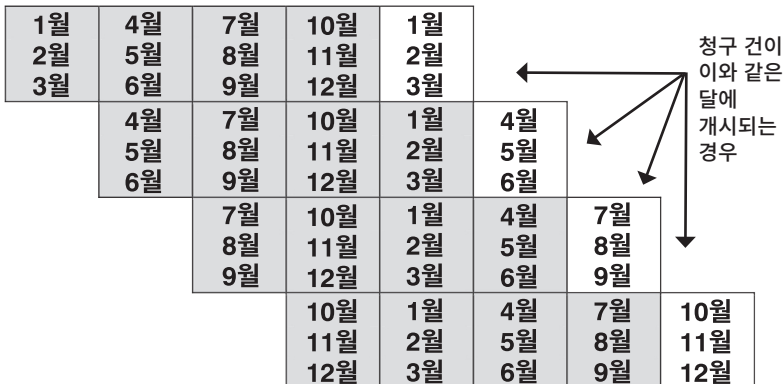 1월 4월 7월 10월 1월
2월 5월 8월 11월 2월
3월 6월 9월 12월 3월
4월 7월 10월 1월 4월
5월 8월 11월 2월 5월
6월 9월 12월 3월 6월
7월 10월 1월 4월 7월
8월 11월 2월 5월 8월
9월 12월 3월 6월 9월
10월 1월 4월 7월 10월
11월 2월 5월 8월 11월
12월 3월 6월 9월 12월
청구 건이
이와 같은
달에
개시되는
경우